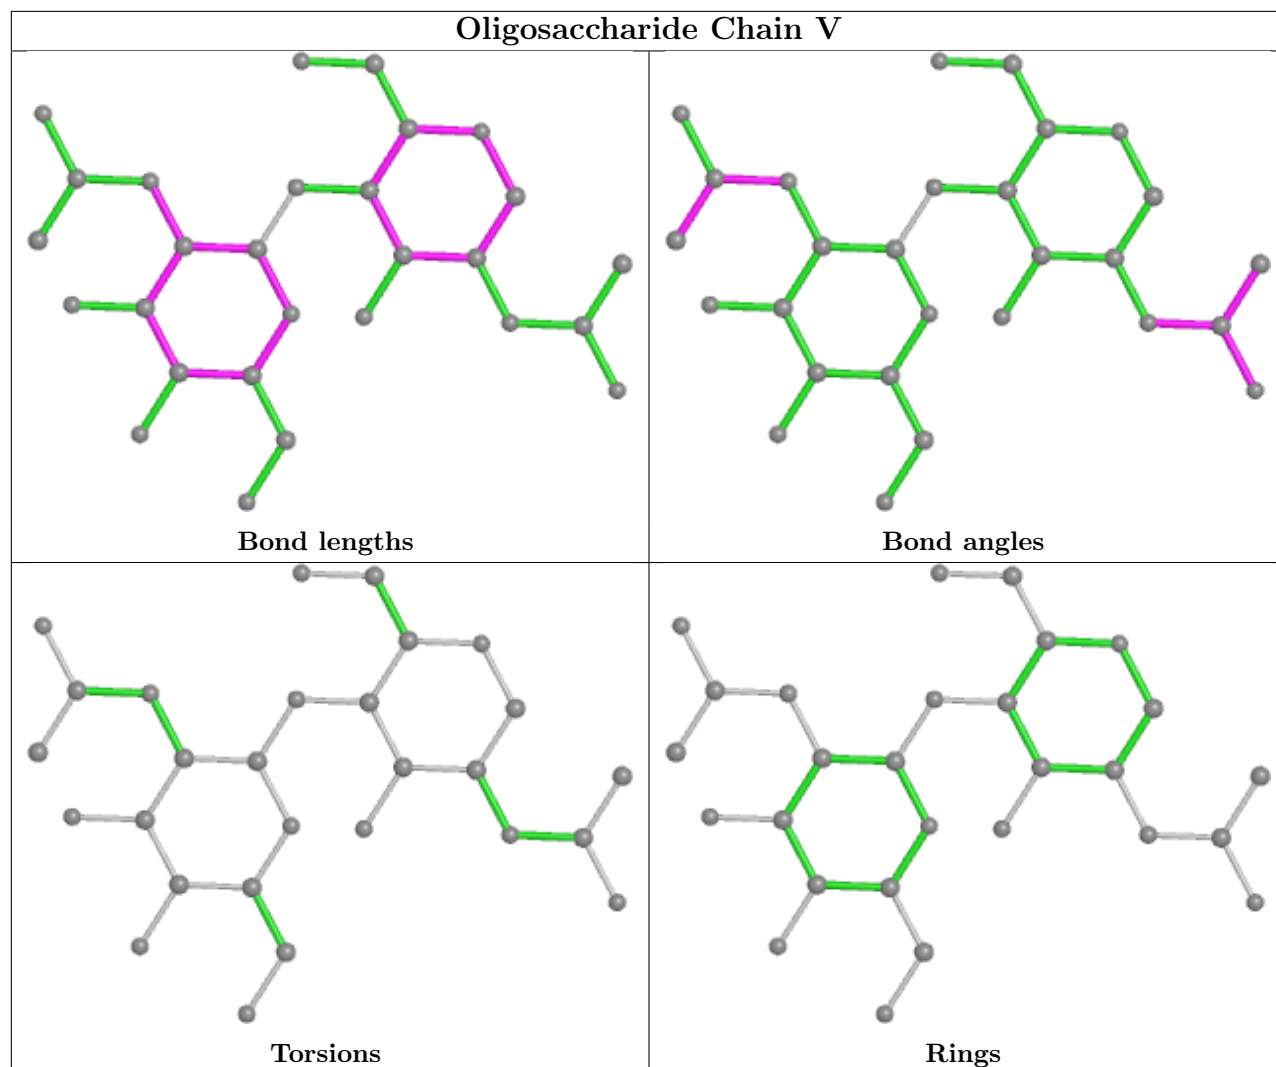 Oligosaccharide Chain V
Bond lengths
Bond angles
Torsions
Rings